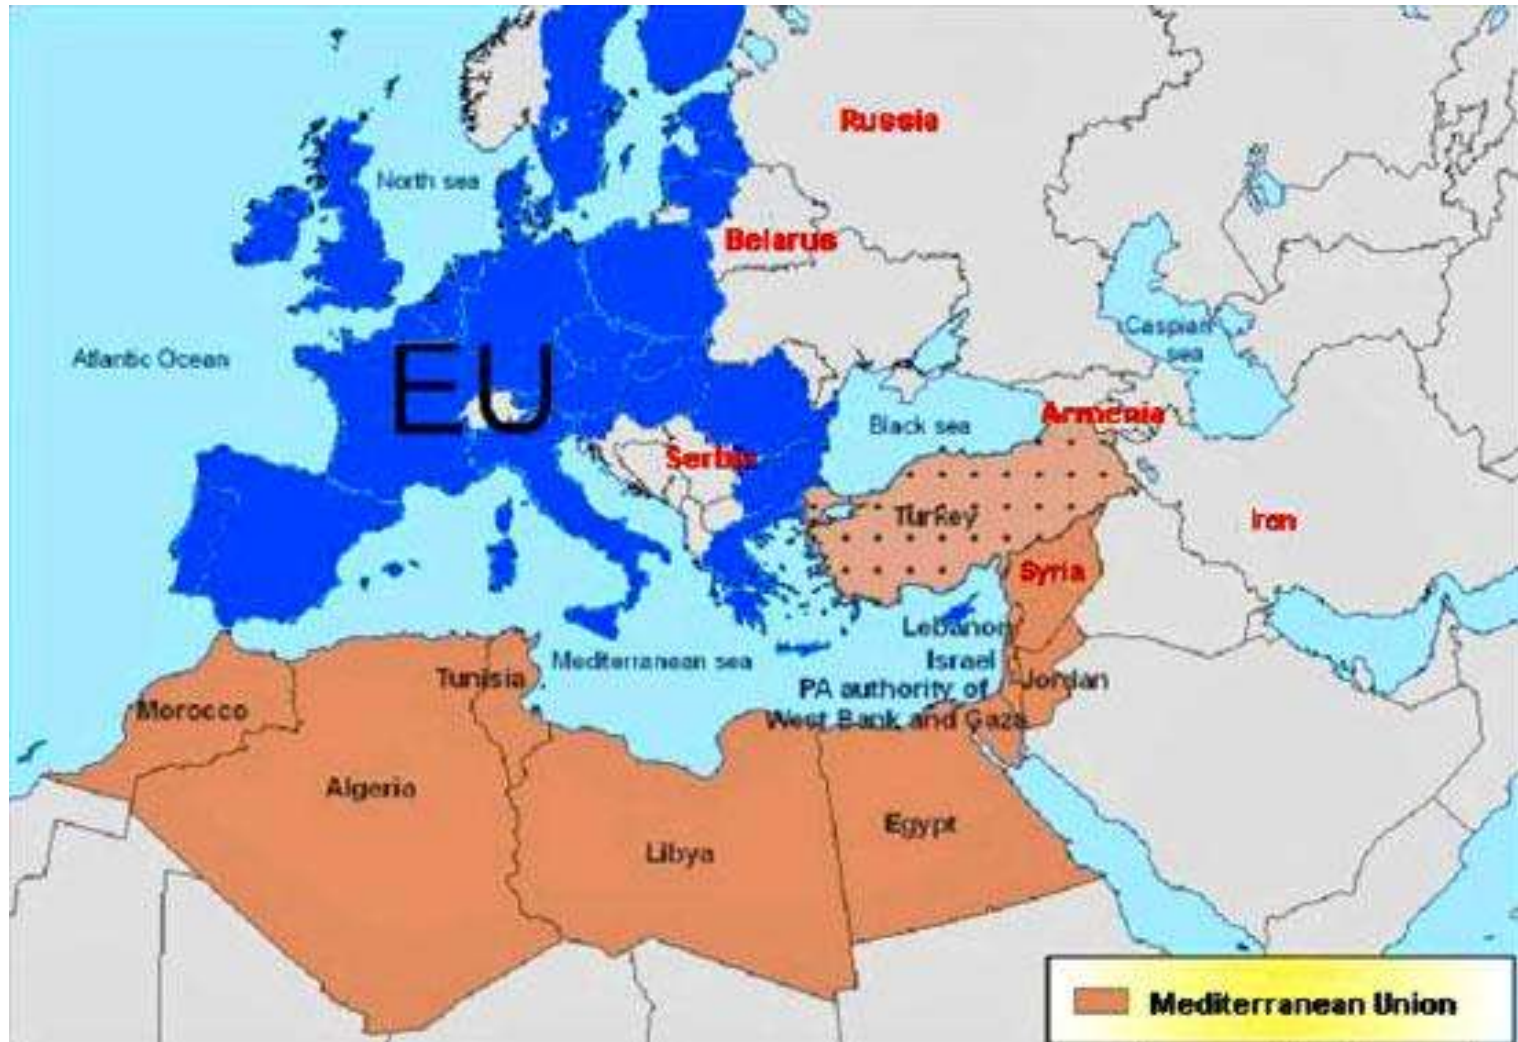 Russia
North sea
Belarus
Atlantic Ocean
EU
Caspian
sea
Black sea
Armenia
Serbia
Turkey
Iran
Syria
Lebanon
Mediterranean sea
Israel
Tunisia
Jordan
PA authority of
West Bank and Gaza
Morocco
Algeria
Egypt
Libya
Mediterranean Union